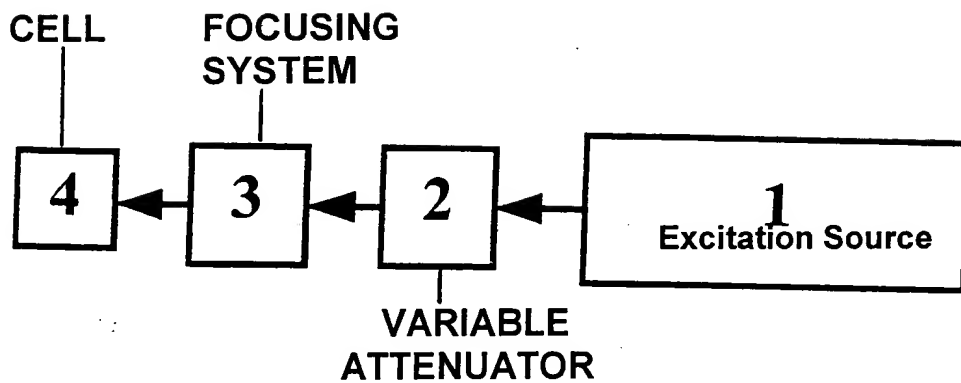 CELL
FOCUSING
SYSTEM
4
3
2
1
Excitation Source
VARIABLE
ATTENUATOR